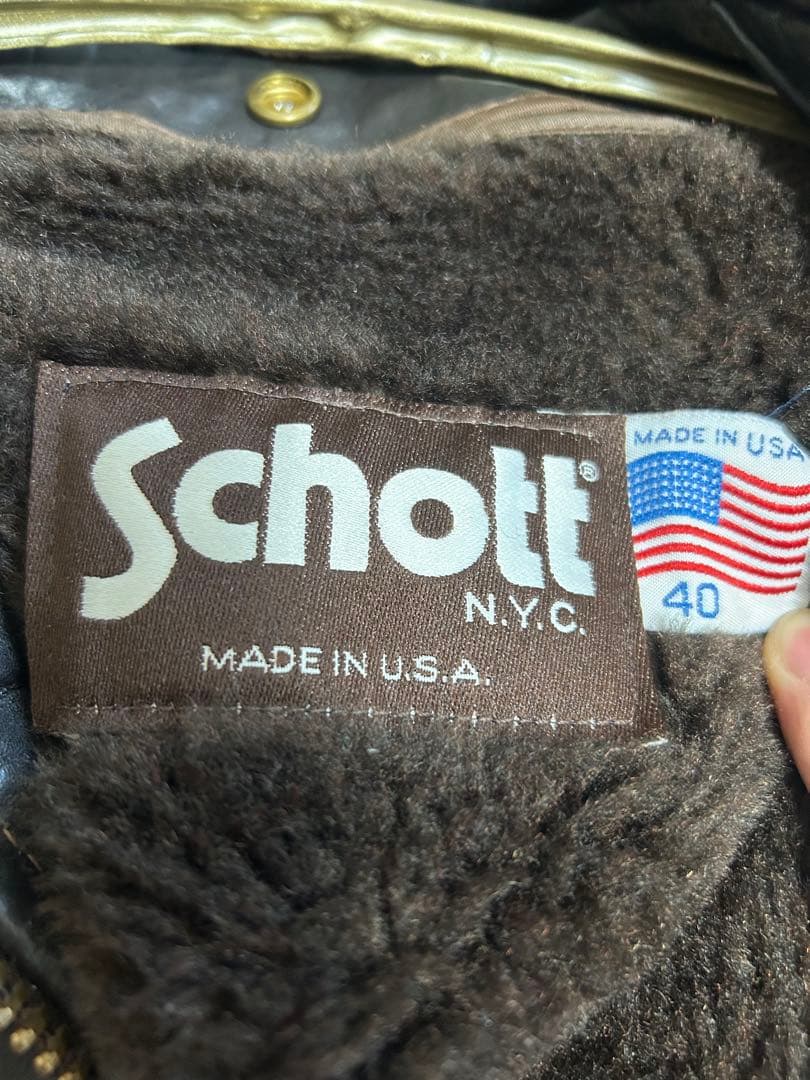 Schott®
N.Y.C.
MADE IN U.S.A.
MADE IN USA
40